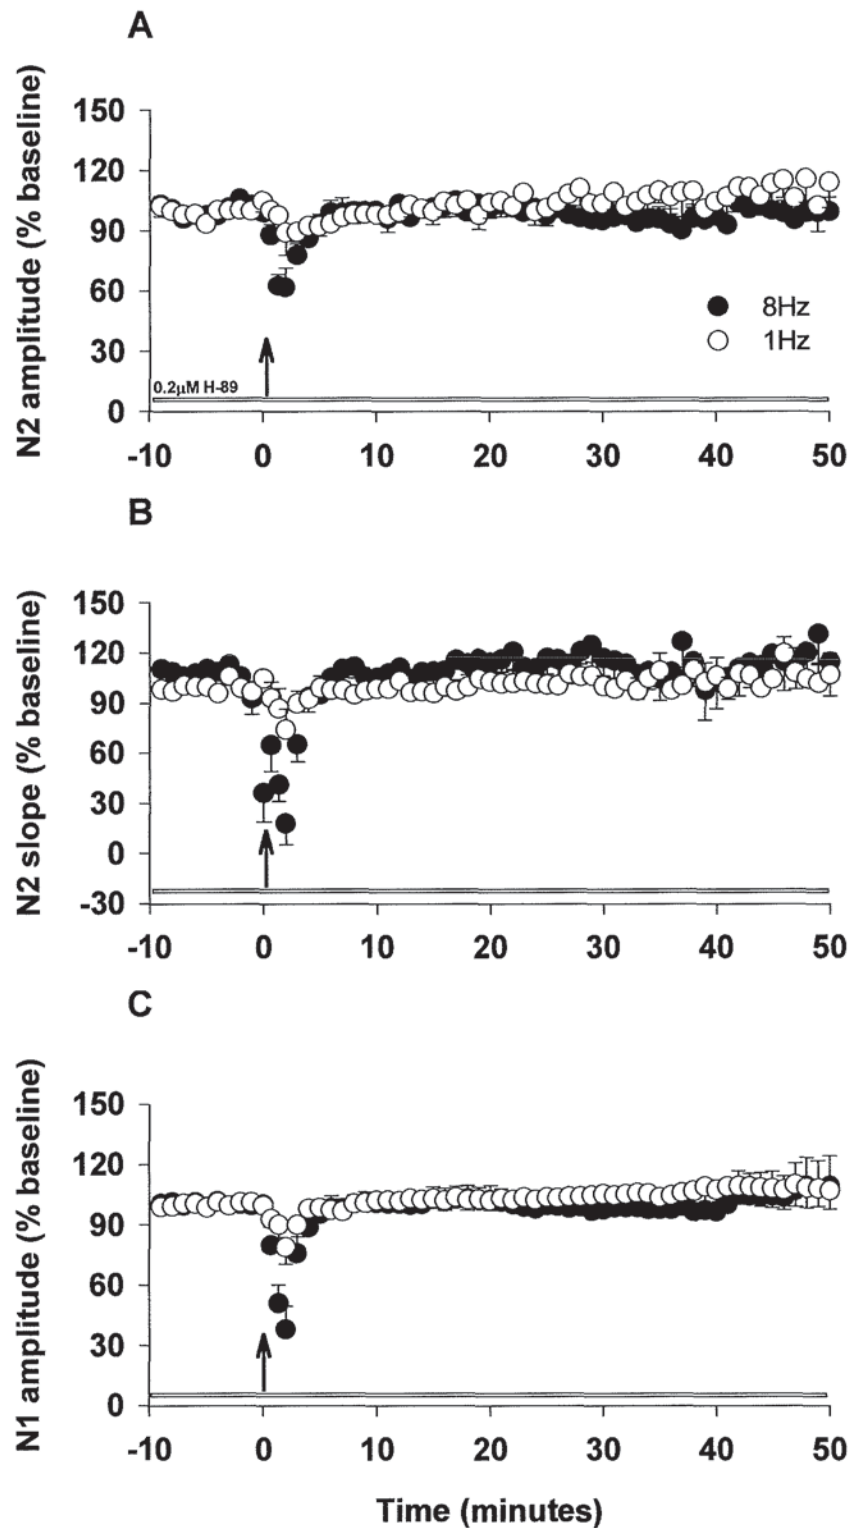 A
N2 amplitude (% baseline)
150
120
90
60
30
0
8Hz
1Hz
0.2µM H-89
-10 0 10 20 30 40 50
B
N2 slope (% baseline)
150
120
90
60
30
0
-30
-10 0 10 20 30 40 50
C
N1 amplitude (% baseline)
150
120
90
60
30
0
-10 0 10 20 30 40 50
Time (minutes)